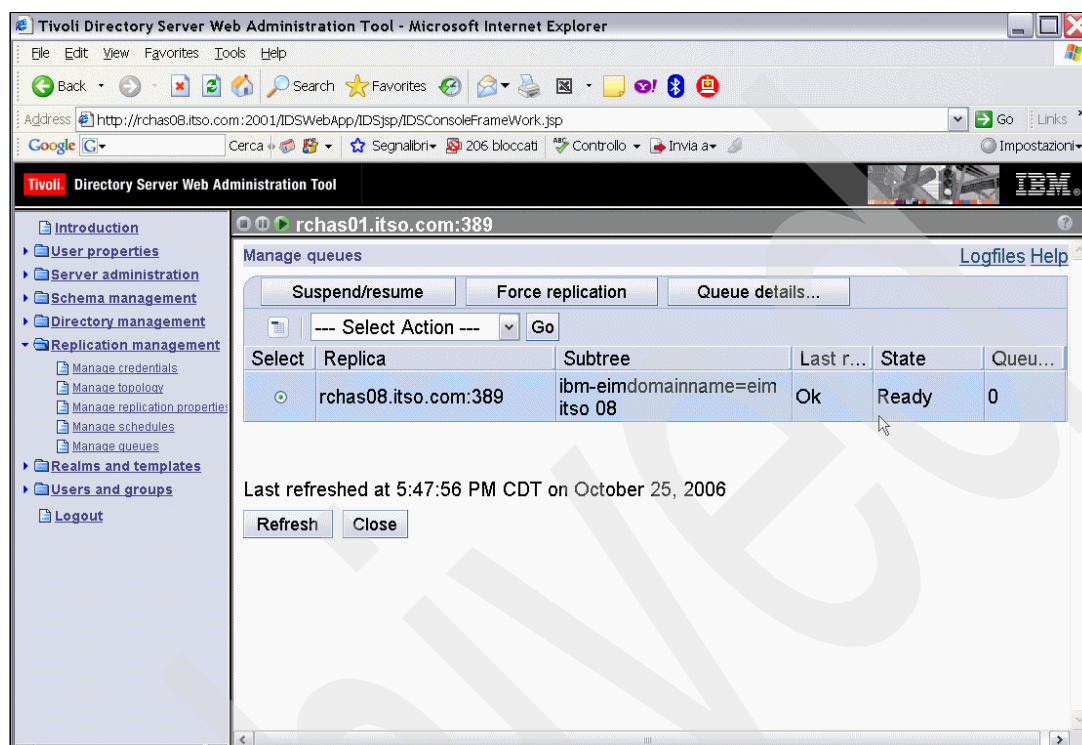 Tivoli Directory Server Web Administration Tool - Microsoft Internet Explorer
File Edit View Favorites Tools Help
Back Search Favorites
Address http://rchas08.itso.com:2001/IDSWebApp/IDSjsp/IDSConsoleFrameWork.jsp Go Links
Google G Cerca Segnalibri 206 bloccati Controllo Invia a Impostazioni
Tivoli. Directory Server Web Administration Tool IBM.
Introduction
User properties
Server administration
Schema management
Directory management
Replication management
Manage credentials
Manage topology
Manage replication properties
Manage schedules
Manage queues
Realms and templates
Users and groups
Logout
rchas01.itso.com:389
Manage queues Logfiles Help
Suspend/resume Force replication Queue details...
--- Select Action --- Go
Select Replica Subtree Last r... State Queu...
rchas08.itso.com:389 ibm-eimdomainname=eim Ok Ready 0
itso 08
Last refreshed at 5:47:56 PM CDT on October 25, 2006
Refresh Close